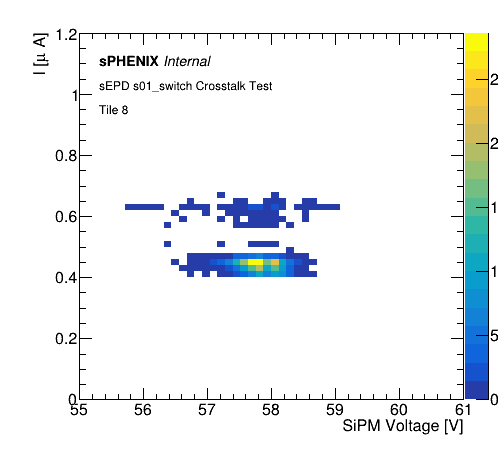 I [μ A]
sPHENIX Internal
sEPD s01_switch Crosstalk Test
Tile 8
1.2
1
0.8
0.6
0.4
0.2
0
55 56 57 58 59 60 61
SiPM Voltage [V]
2
2
1
1
5
0